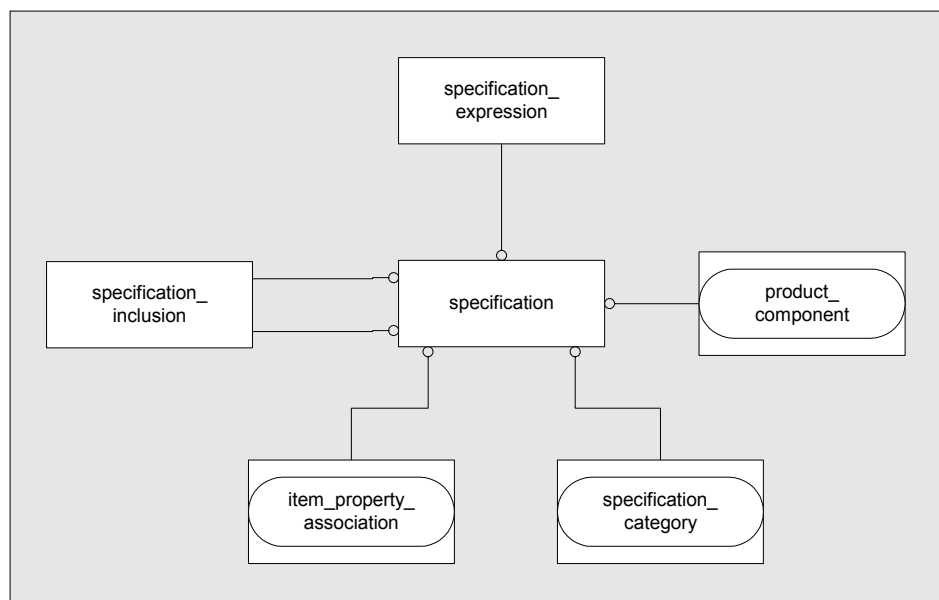 specification_
expression
specification_
inclusion
specification
product_
component
item_property_
association
specification_
category